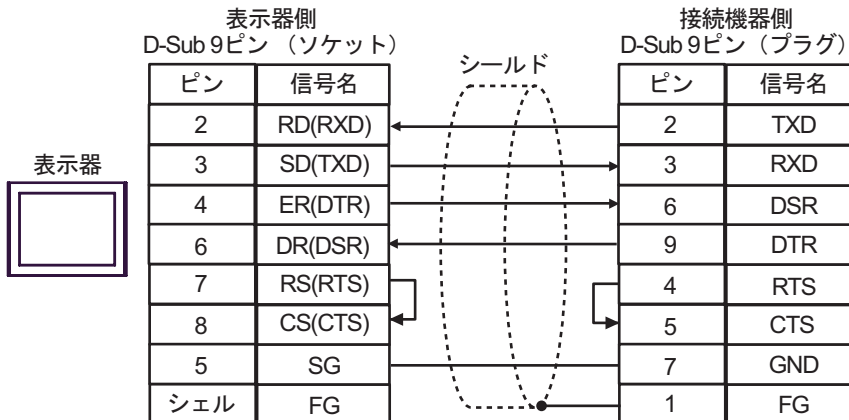 表示器側
D-Sub 9ピン （ソケット）
接続機器側
D-Sub 9ピン（プラグ）
シールド
表示器
ピン 信号名
2 RD(RXD)
3 SD(TXD)
4 ER(DTR)
6 DR(DSR)
7 RS(RTS)
8 CS(CTS)
5 SG
シェル FG
ピン 信号名
2 TXD
3 RXD
6 DSR
9 DTR
4 RTS
5 CTS
7 GND
1 FG